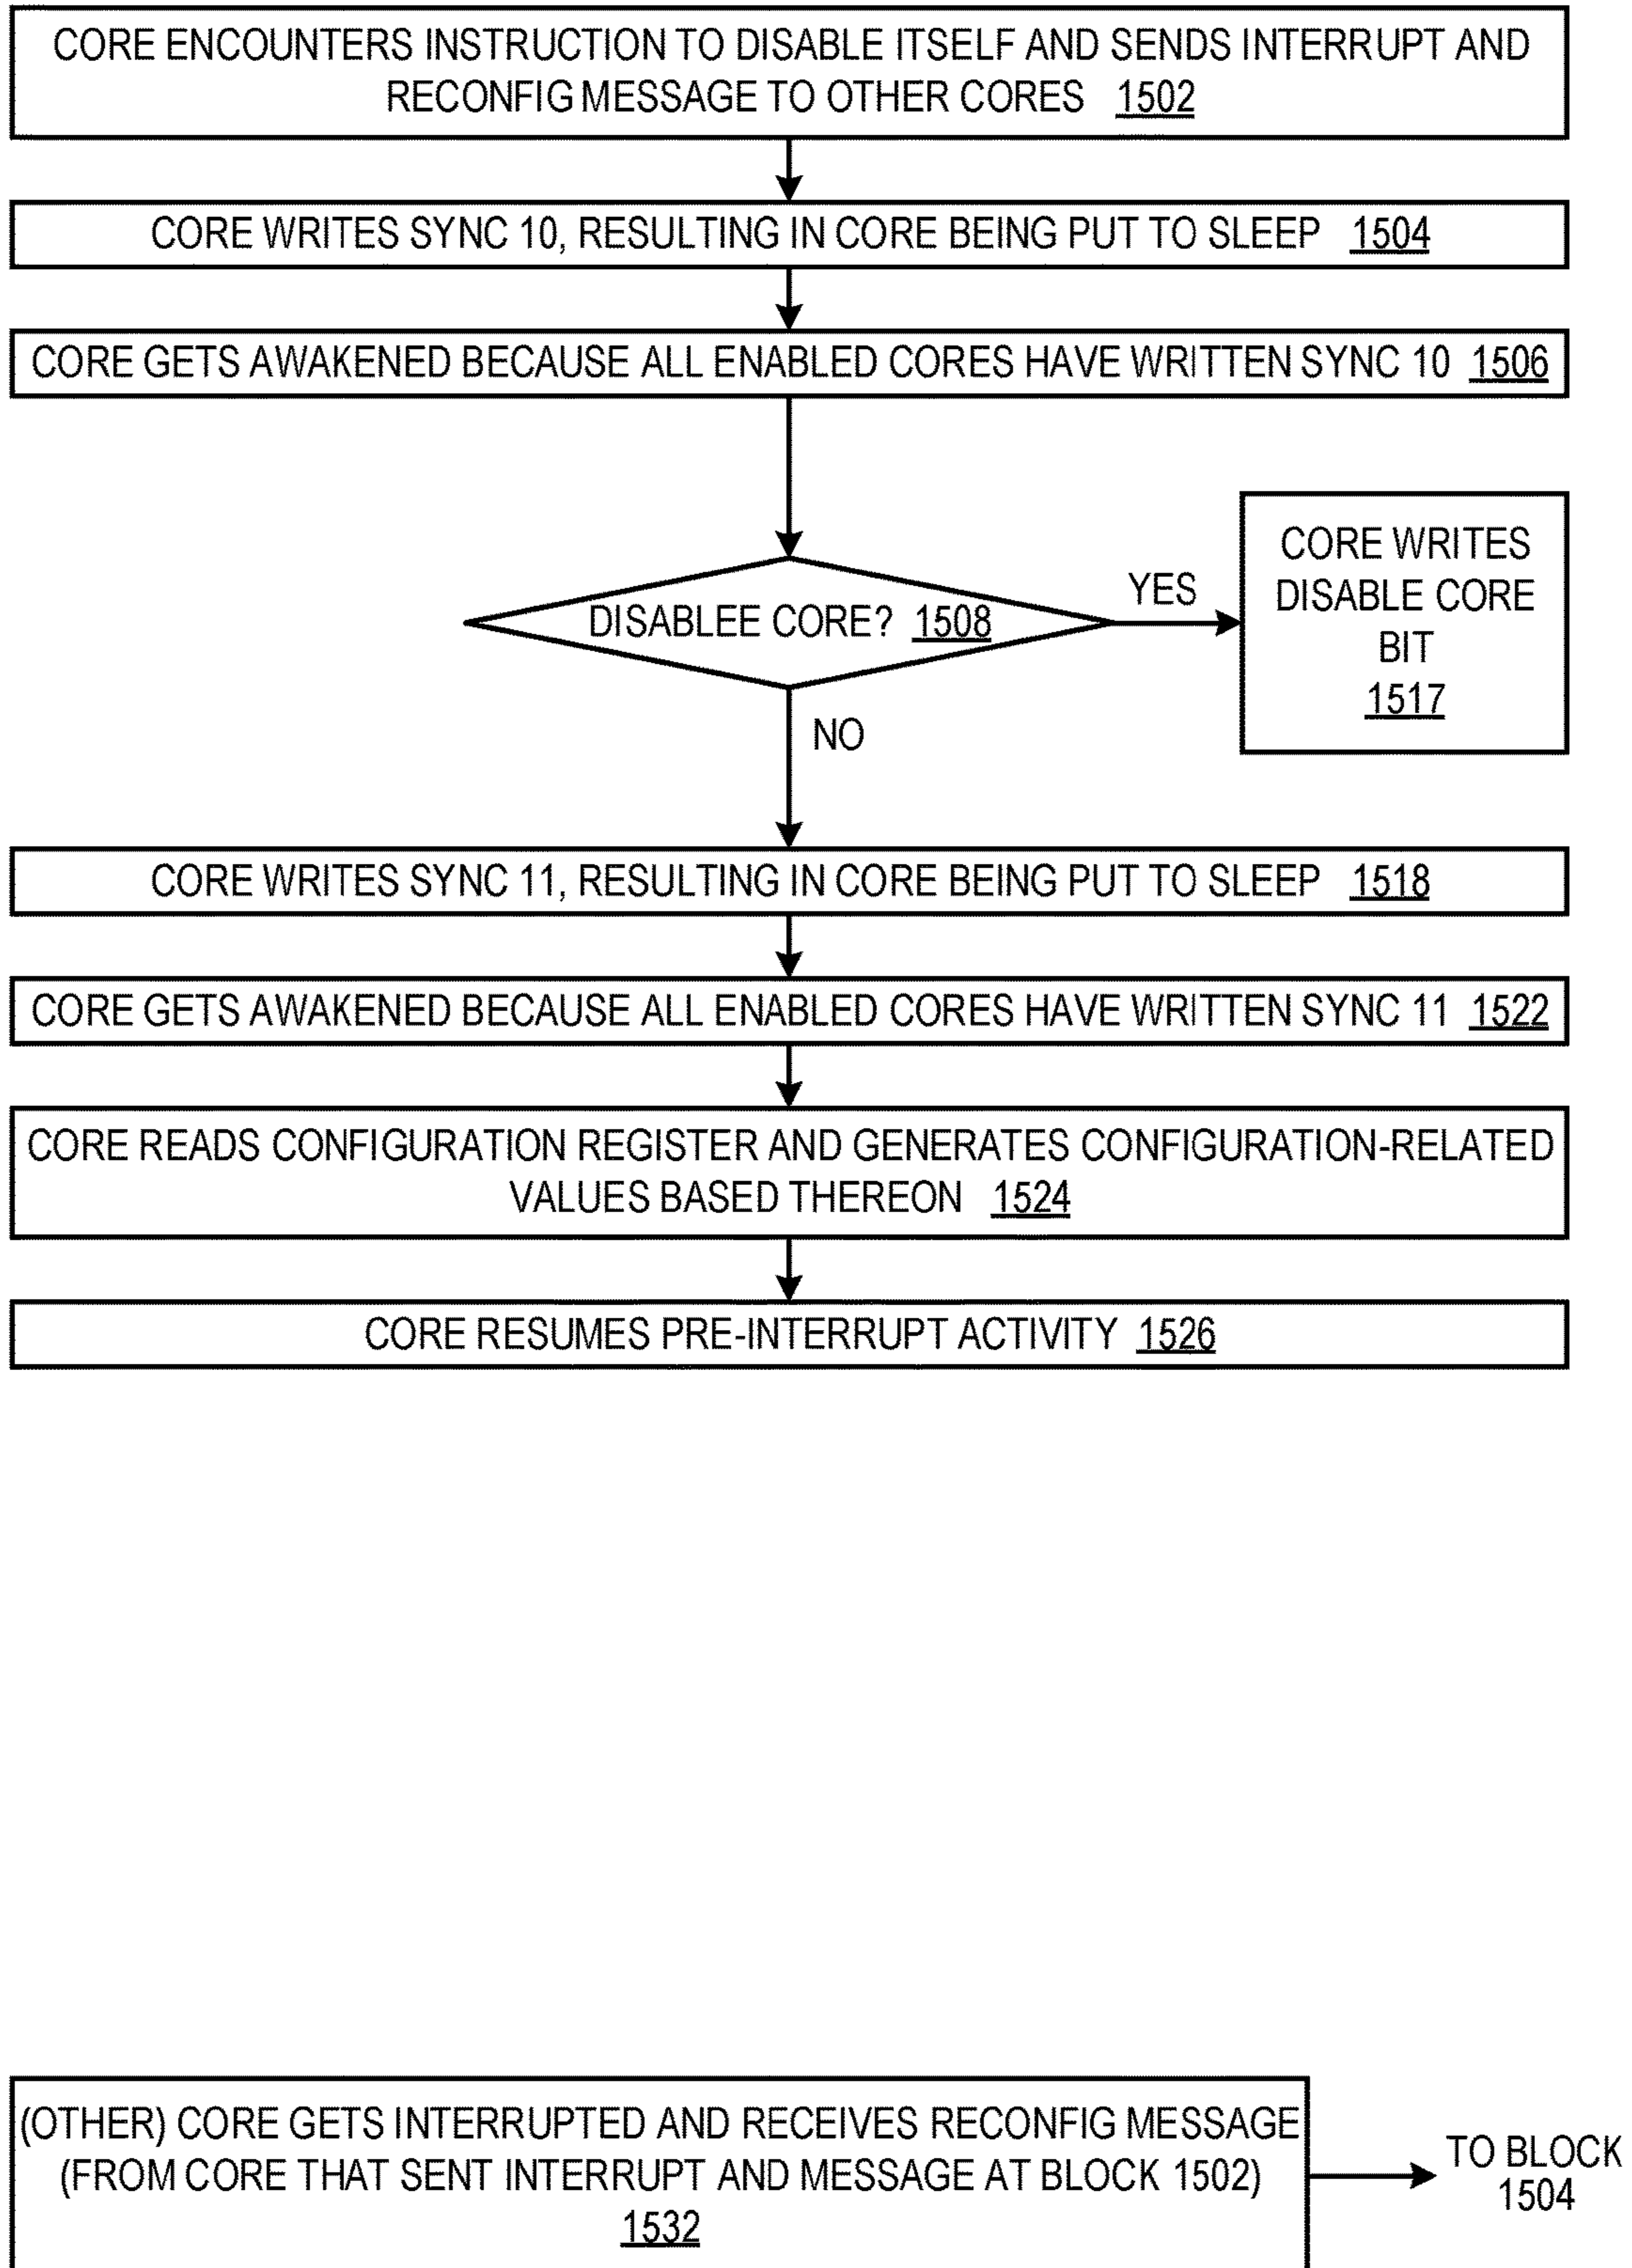 CORE ENCOUNTERS INSTRUCTION TO DISABLE ITSELF AND SENDS INTERRUPT AND
RECONFIG MESSAGE TO OTHER CORES 1502
CORE WRITES SYNC 10, RESULTING IN CORE BEING PUT TO SLEEP 1504
CORE GETS AWAKENED BECAUSE ALL ENABLED CORES HAVE WRITTEN SYNC 10 1506
DISABLEE CORE? 1508
YES
CORE WRITES
DISABLE CORE
BIT
1517
NO
CORE WRITES SYNC 11, RESULTING IN CORE BEING PUT TO SLEEP 1518
CORE GETS AWAKENED BECAUSE ALL ENABLED CORES HAVE WRITTEN SYNC 11 1522
CORE READS CONFIGURATION REGISTER AND GENERATES CONFIGURATION-RELATED
VALUES BASED THEREON 1524
CORE RESUMES PRE-INTERRUPT ACTIVITY 1526
(OTHER) CORE GETS INTERRUPTED AND RECEIVES RECONFIG MESSAGE
(FROM CORE THAT SENT INTERRUPT AND MESSAGE AT BLOCK 1502)
1532
TO BLOCK
1504